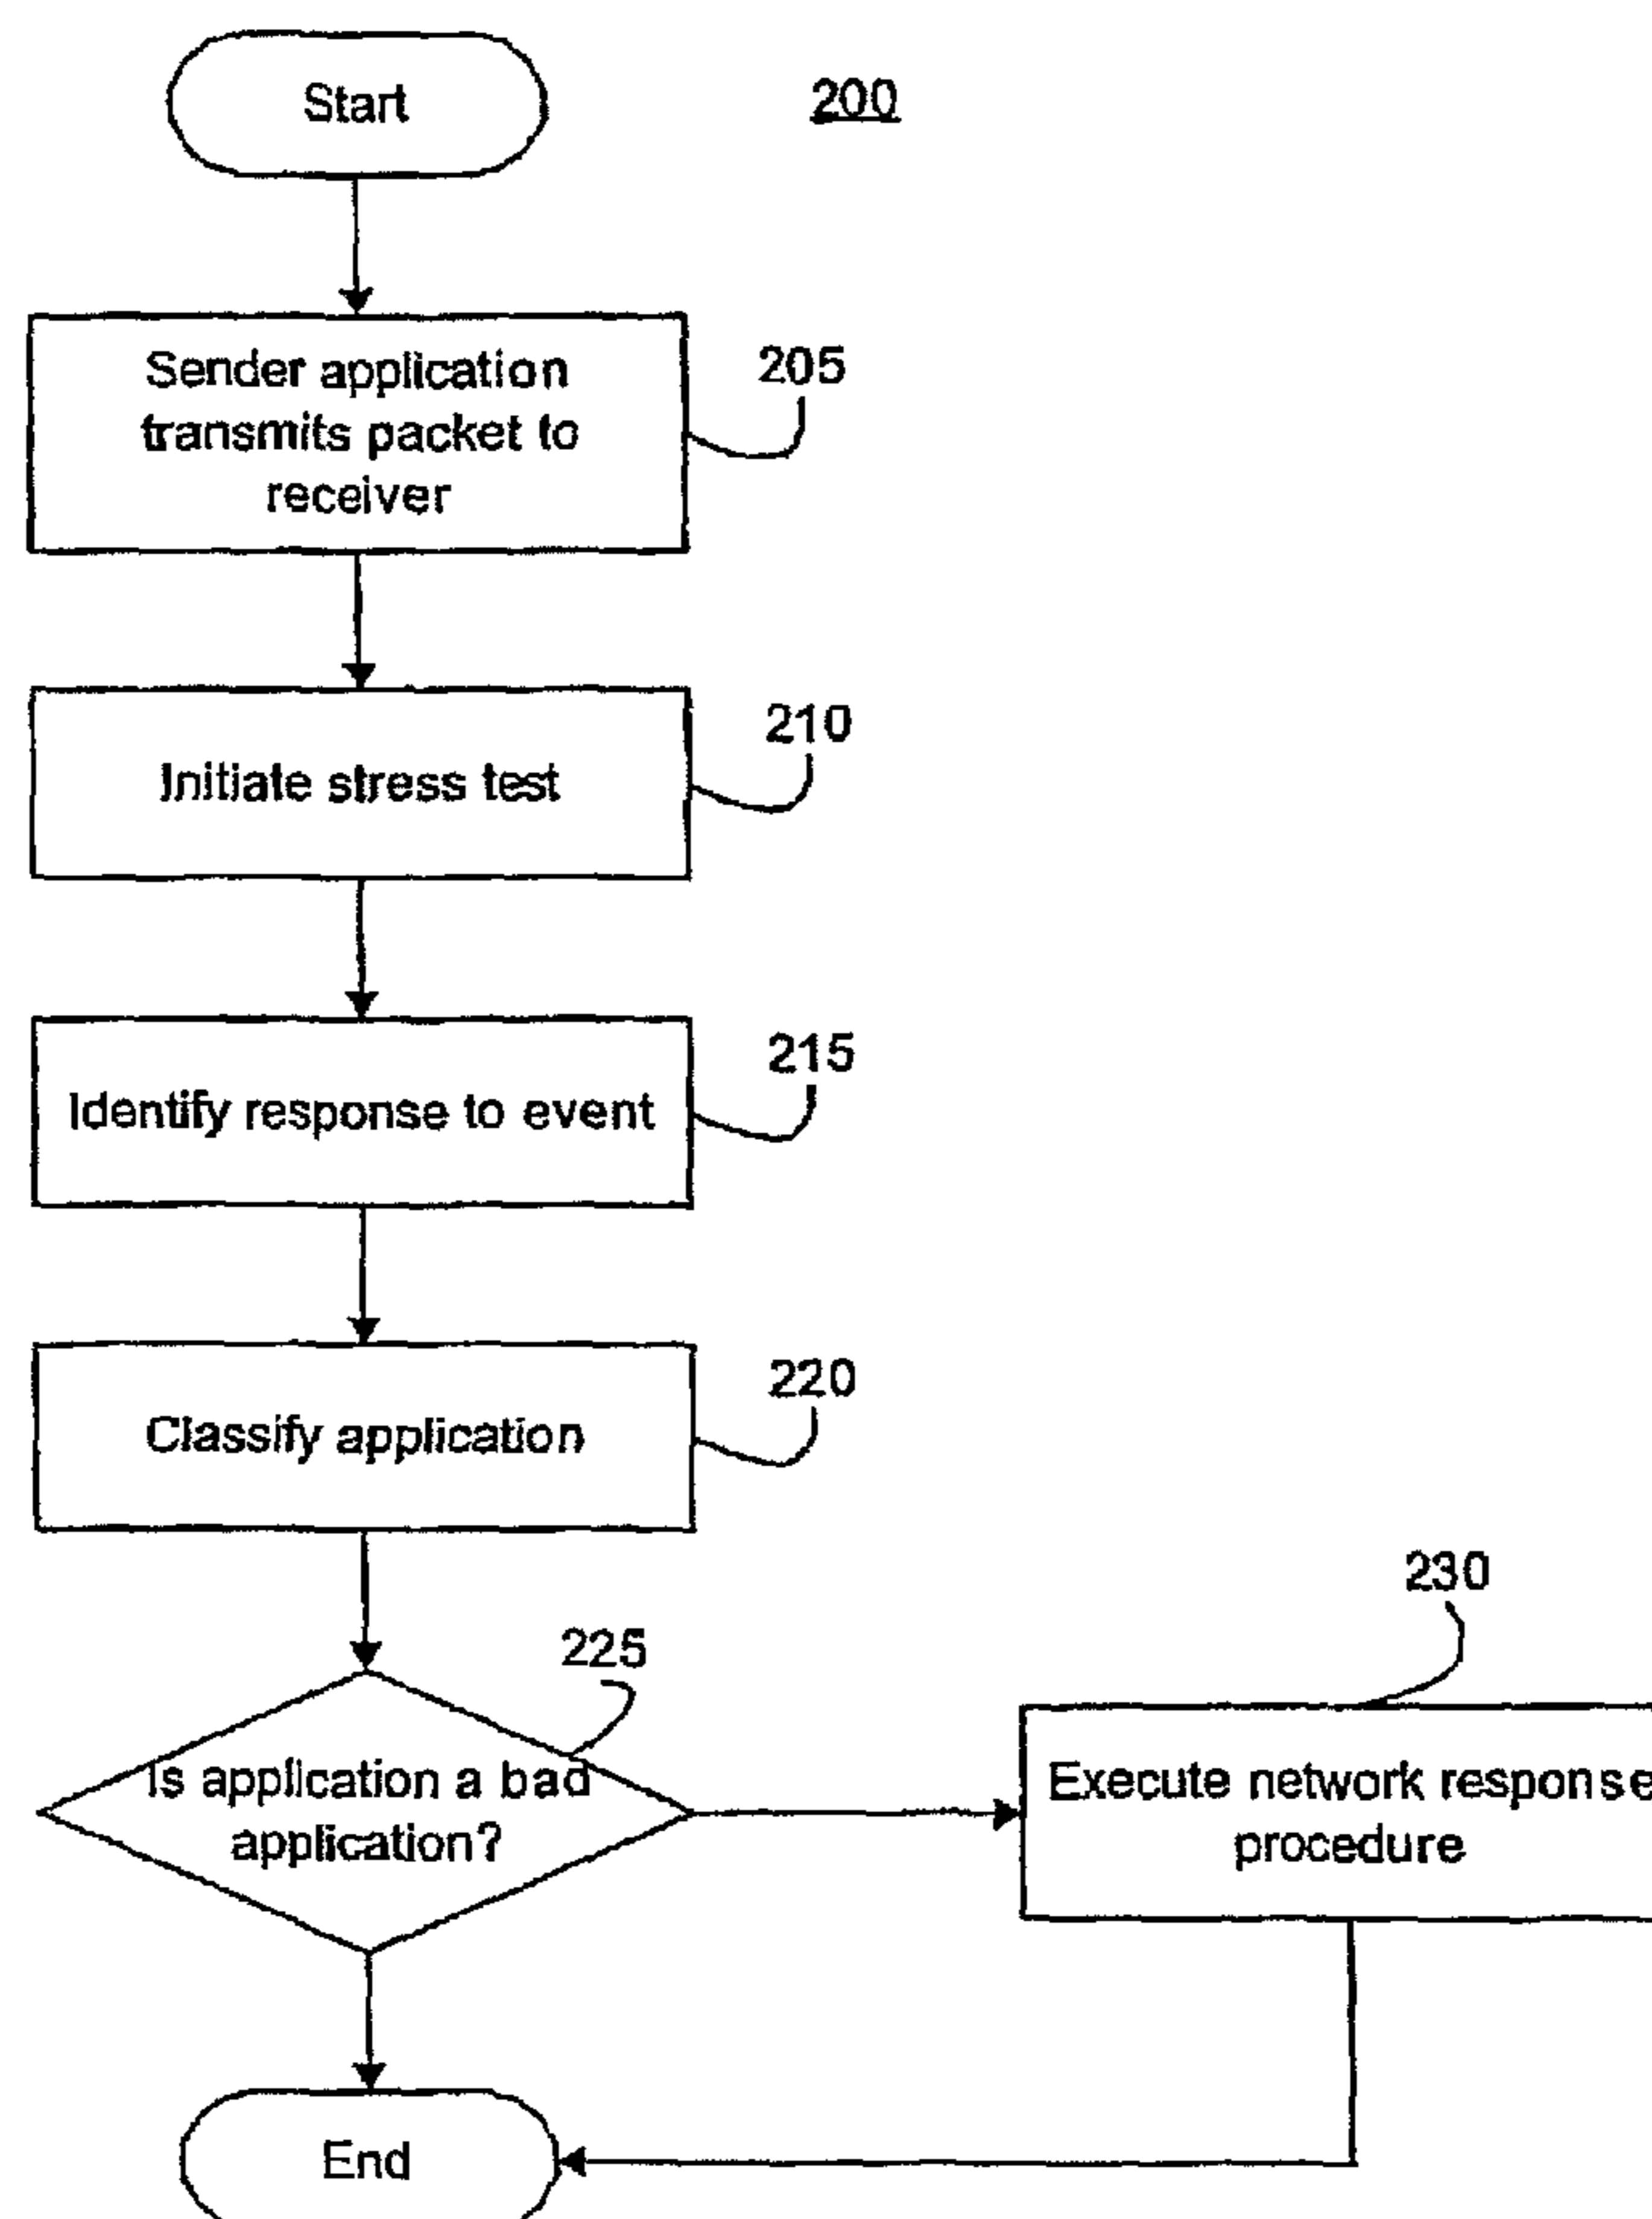 Start
200
Sender application
transmits packet to
receiver
205
Initiate stress test
210
Identify response to event
215
Classify application
220
225
Is application a bad
application?
230
Execute network response
procedure
End